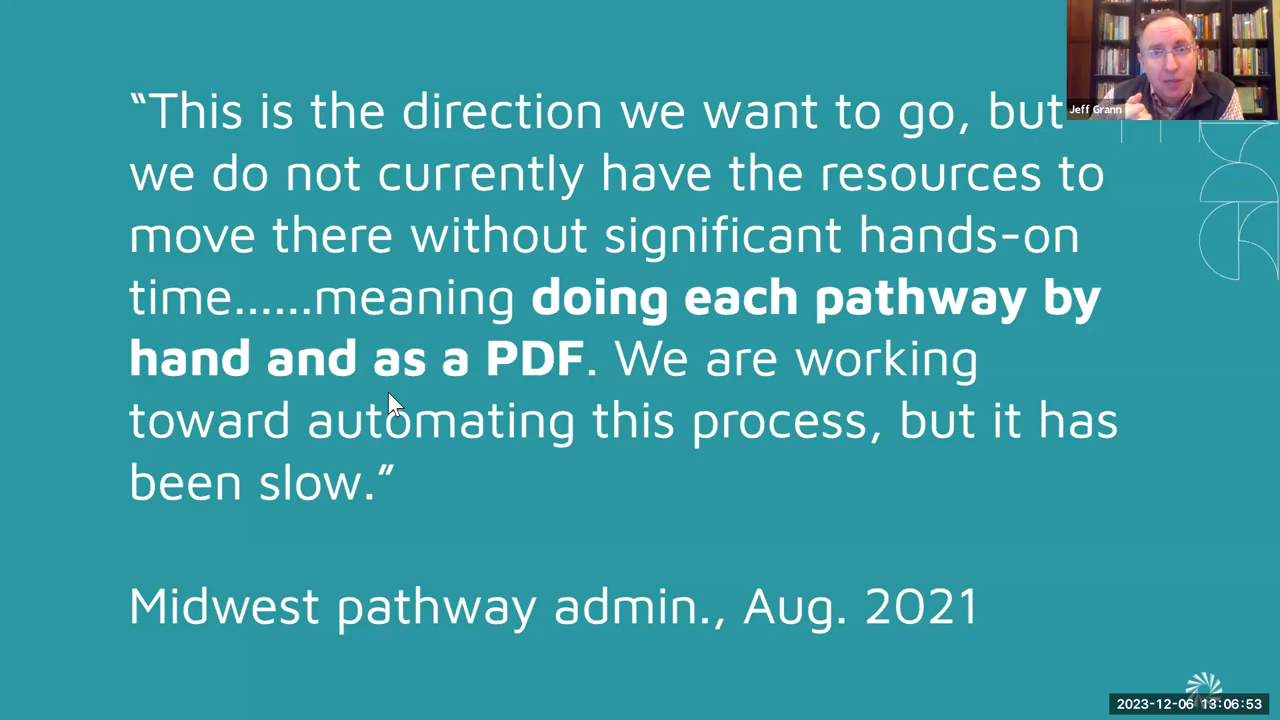 “This is the direction we want to go, but
we do not currently have the resources to
move there without significant hands-on
time......meaning doing each pathway by
hand and as a PDF. We are working
toward automating this process, but it has
been slow.”
Midwest pathway admin., Aug. 2021
Jeff Grann
2023-12-06 13:06:53